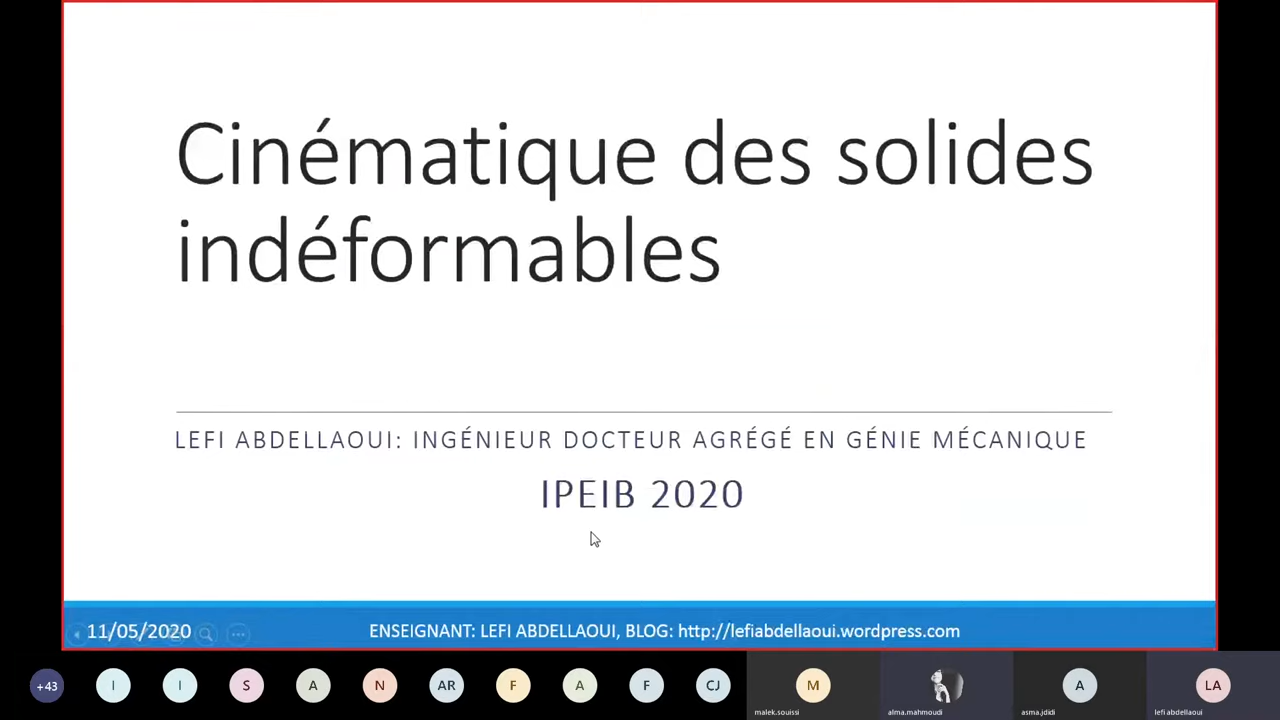 Cinématique des solides
indéformables
LEFI ABDELLAOUI: INGÉNIEUR DOCTEUR AGRÉGÉ EN GÉNIE MÉCANIQUE
IPEIB 2020
11/05/2020
ENSEIGNANT: LEFI ABDELLAOUI, BLOG: http://lefiabdellaoui.wordpress.com
+43 I I S A N AR F A F CJ M A LA
malek.souissi alma.mahmoudi asma.jdidi lefi abdellaoui